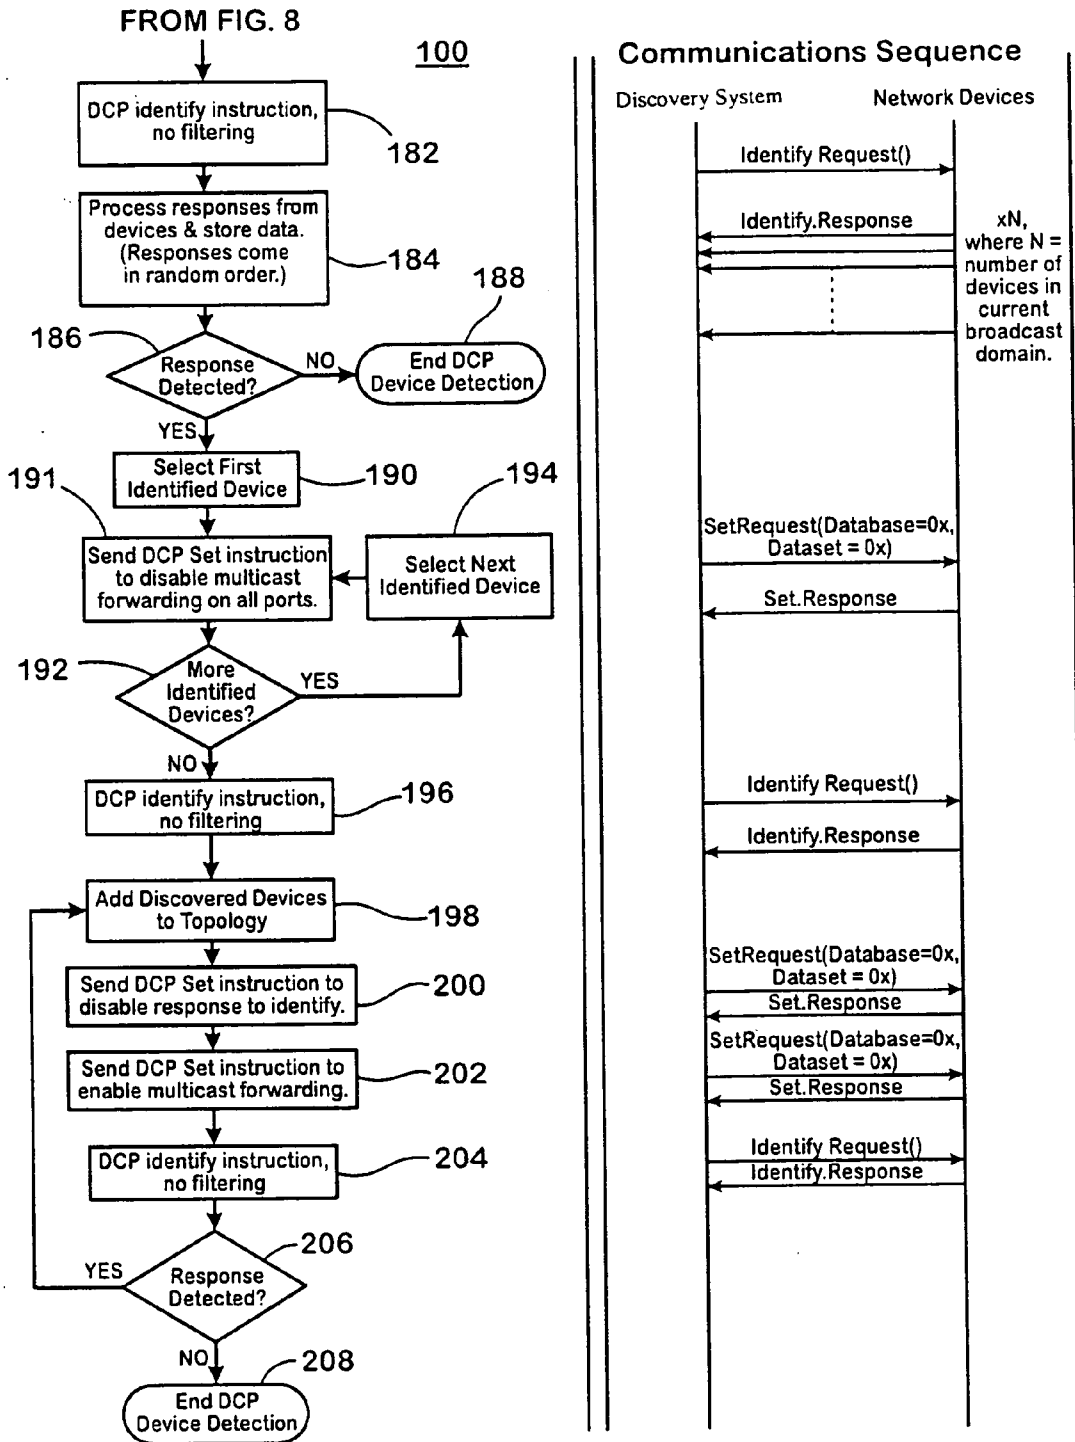 FROM FIG. 8
100
DCP identify instruction,
no filtering
182
Process responses from
devices & store data.
(Responses come
in random order.)
184
186
Response
Detected?
NO
188
End DCP
Device Detection
YES
Select First
Identified Device
190
191
Send DCP Set instruction
to disable multicast
forwarding on all ports.
194
Select Next
Identified Device
192
More
Identified
Devices?
YES
NO
DCP identify instruction,
no filtering
196
Add Discovered Devices
to Topology
198
Send DCP Set instruction to
disable response to identify.
200
Send DCP Set instruction to
enable multicast forwarding.
202
DCP identify instruction,
no filtering
204
206
Response
Detected?
YES
NO
208
End DCP
Device Detection
Communications Sequence
Discovery System
Network Devices
Identify Request()
Identify.Response
xN,
where N =
number of
devices in
current
broadcast
domain.
SetRequest(Database=0x,
Dataset = 0x)
Set.Response
Identify Request()
Identify.Response
SetRequest(Database=0x,
Dataset = 0x)
Set.Response
SetRequest(Database=0x,
Dataset = 0x)
Set.Response
Identify Request()
Identify.Response